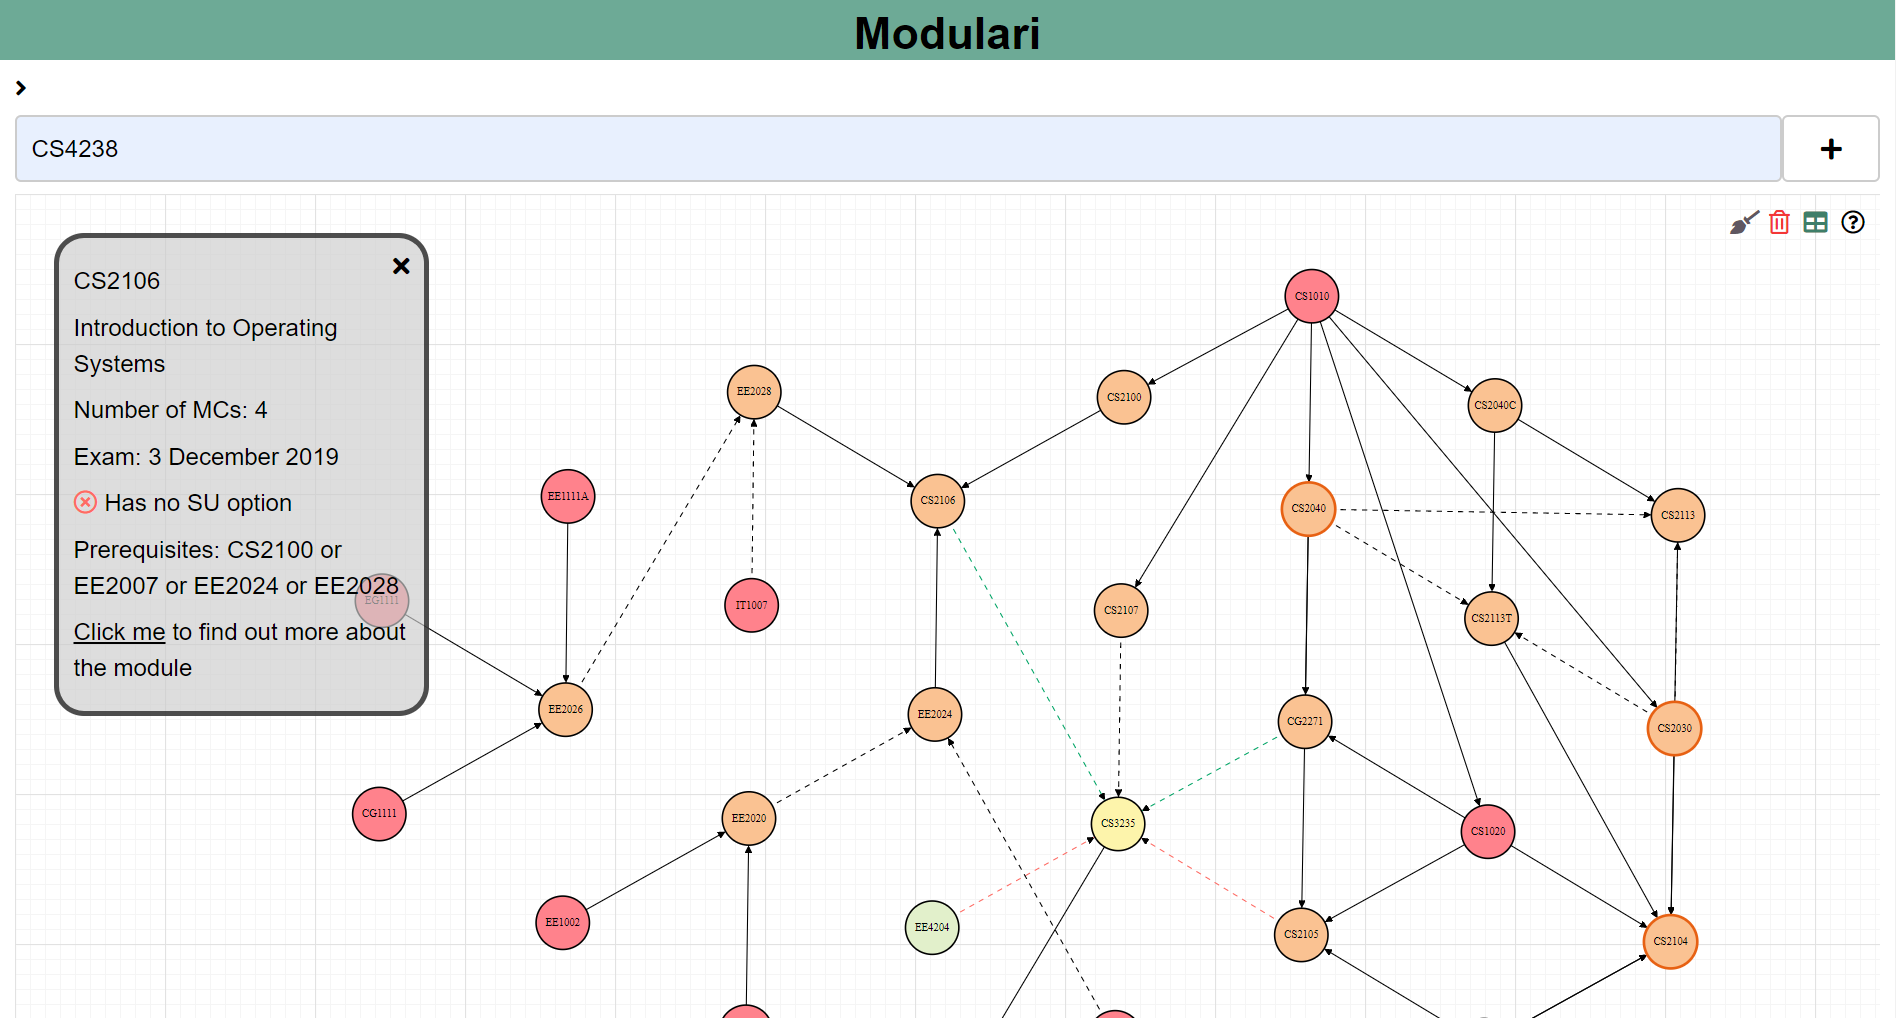 Modulari
CS4238
CS2106
Introduction to Operating
Systems
Number of MCs: 4
Exam: 3 December 2019
Has no SU option
Prerequisites: CS2100 or
EE2007 or EE2024 or EE2028
Click me to find out more about
the module
CS1010
EE2028
CS2100
CS2040C
EE1111A
CS2106
CS2040
CS2113
EG1111
IT1007
CS2107
CS2113T
EE2026
EE2024
CG2271
CS2030
CG1111
EE2020
CS3235
CS1020
EE1002
EE4204
CS2105
CS2104